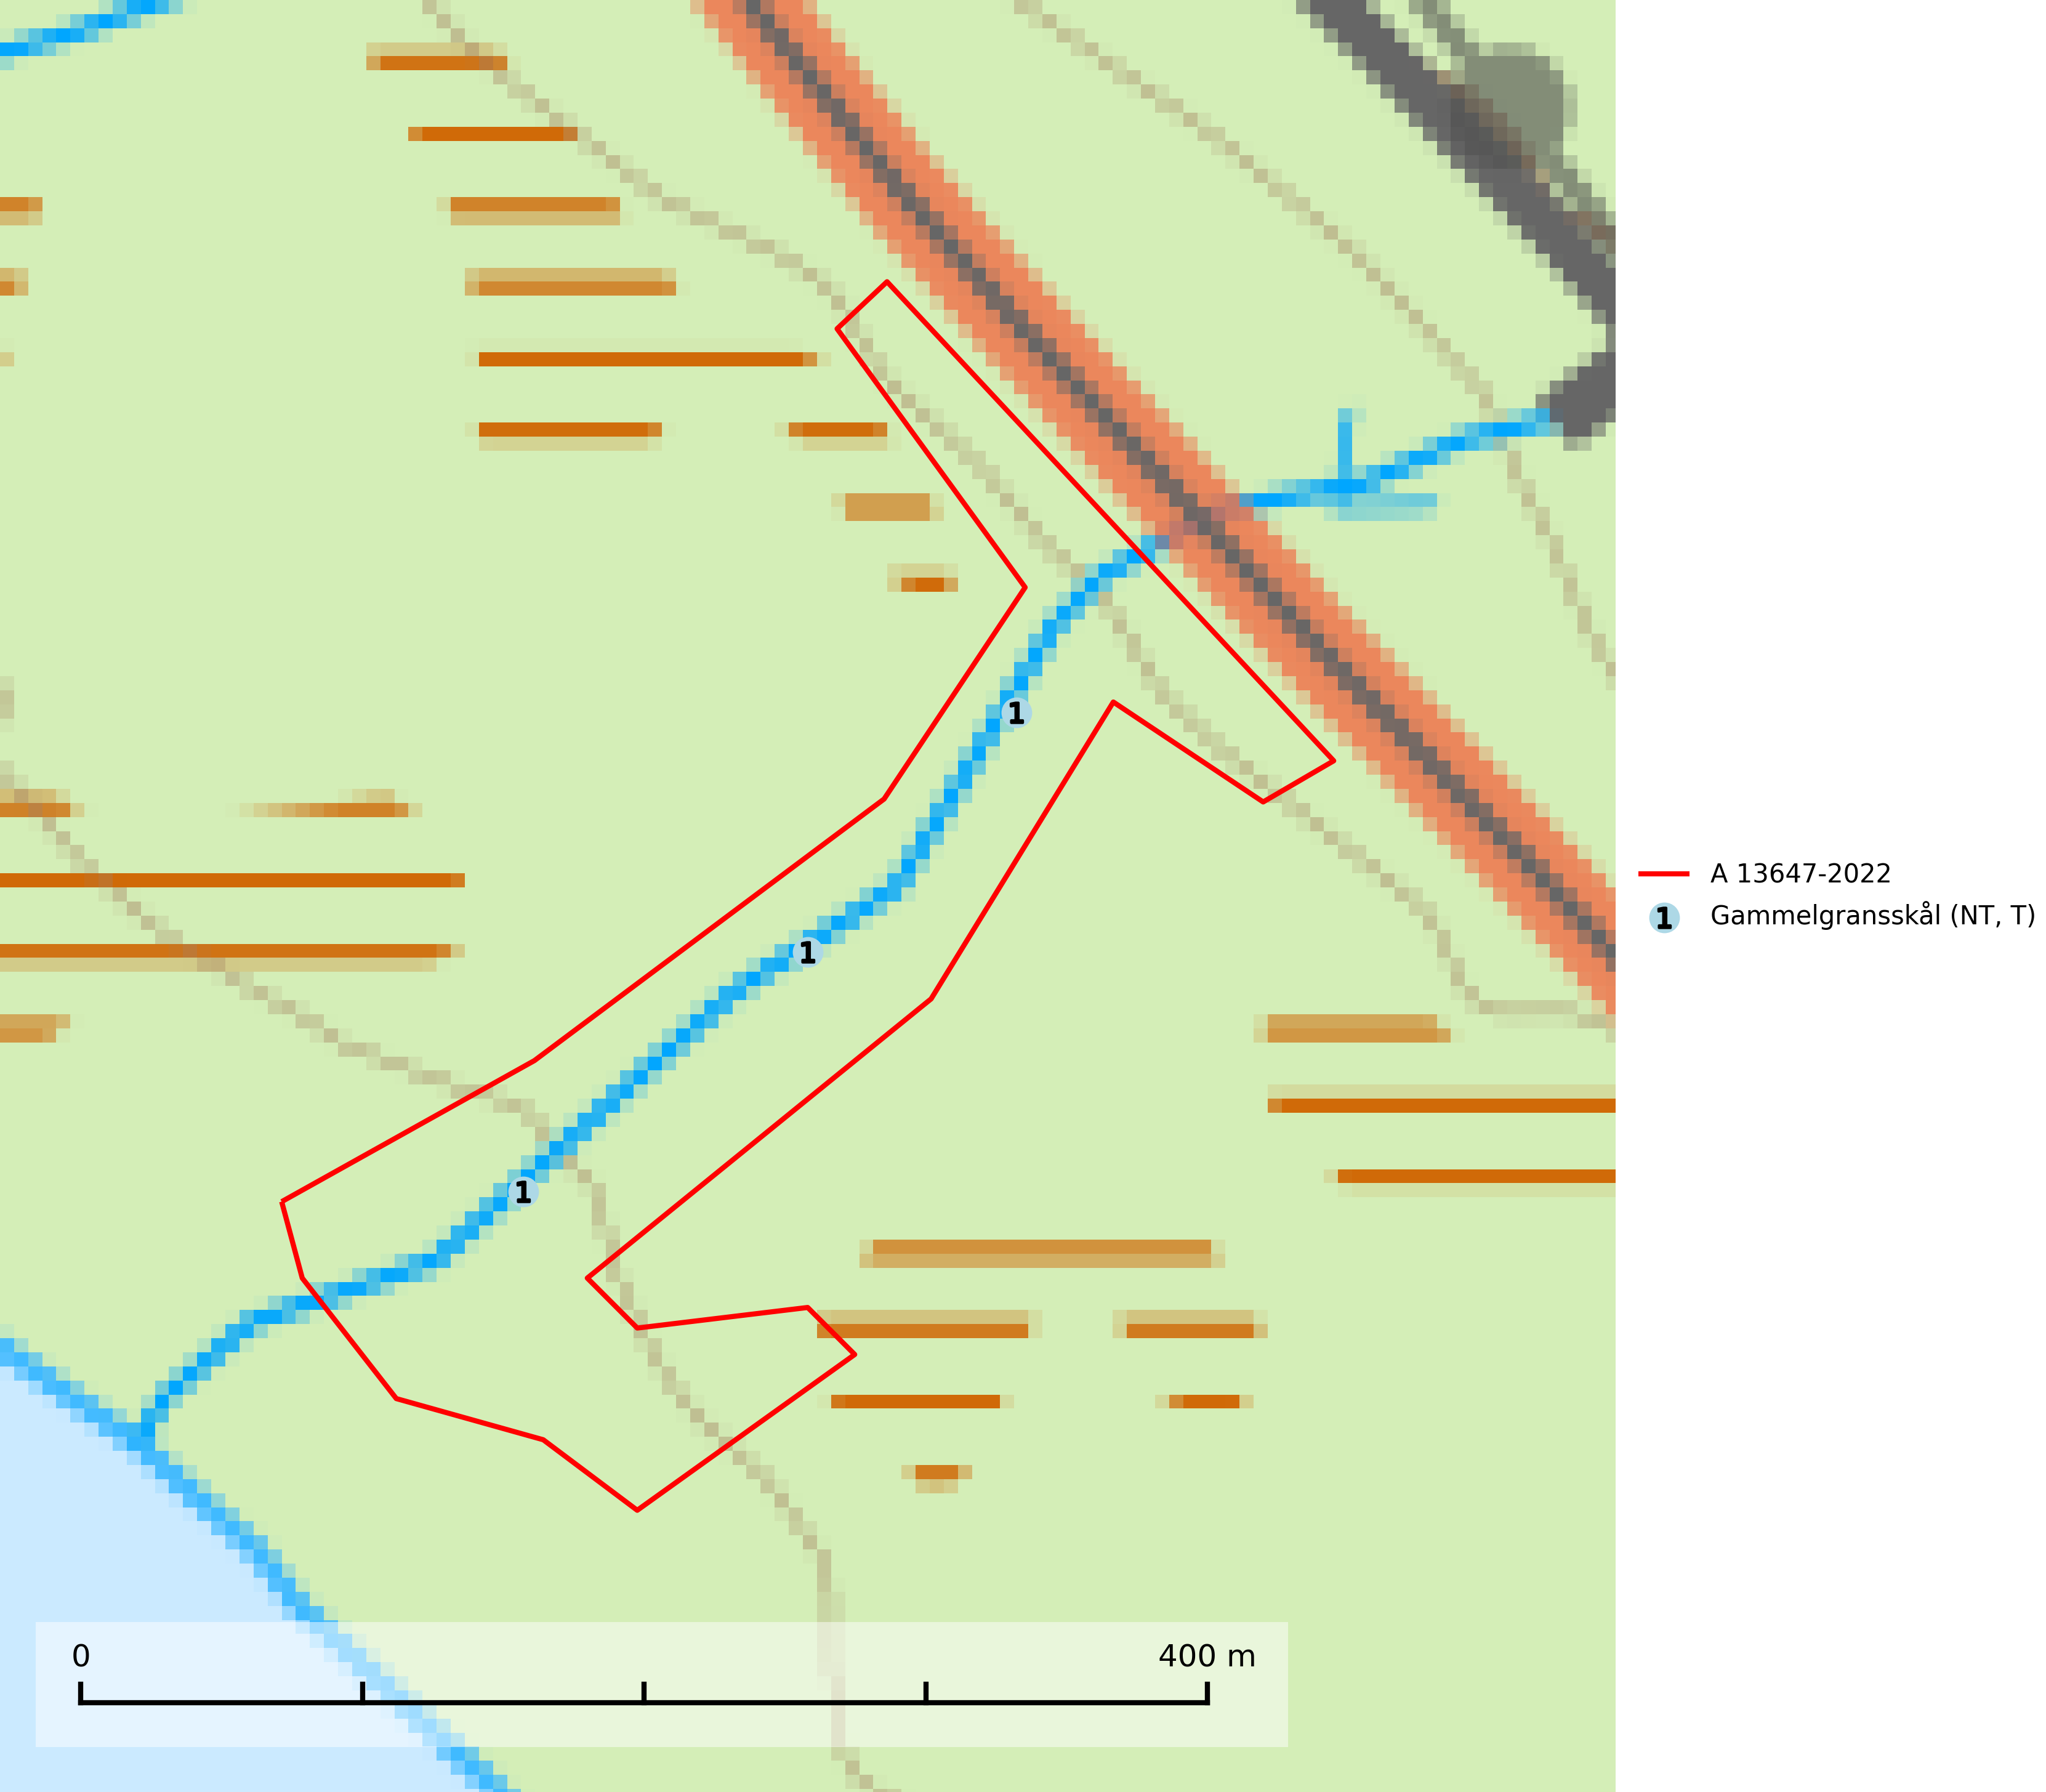 1
1
1
A 13647-2022
1 Gammelgransskål (NT, T)
0 400 m